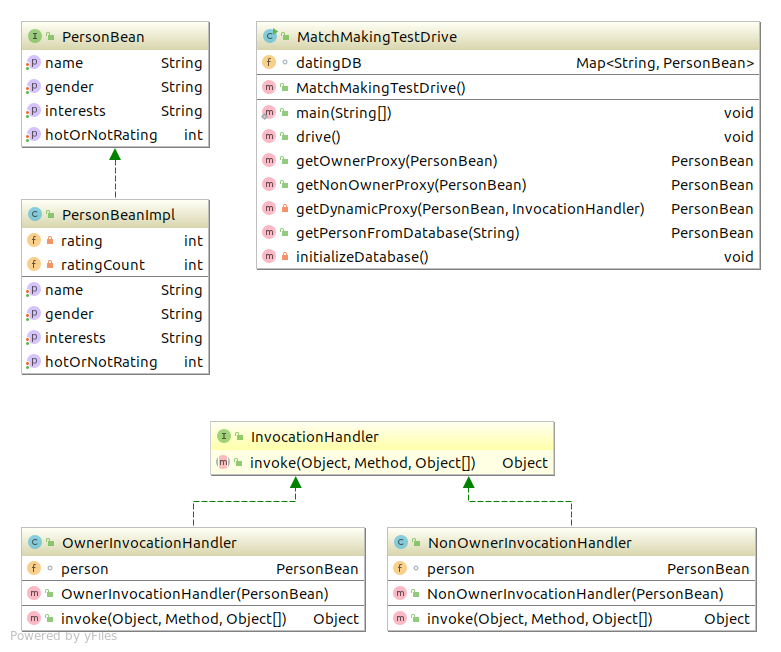 PersonBean
name String
gender String
interests String
hotOrNotRating int
MatchMakingTestDrive
datingDB Map<String, PersonBean>
MatchMakingTestDrive()
main(String[]) void
drive() void
getOwnerProxy(PersonBean) PersonBean
getNonOwnerProxy(PersonBean) PersonBean
getDynamicProxy(PersonBean, InvocationHandler) PersonBean
getPersonFromDatabase(String) PersonBean
initializeDatabase() void
PersonBeanImpl
rating int
ratingCount int
name String
gender String
interests String
hotOrNotRating int
InvocationHandler
invoke(Object, Method, Object[]) Object
OwnerInvocationHandler
person PersonBean
OwnerInvocationHandler(PersonBean)
invoke(Object, Method, Object[]) Object
NonOwnerInvocationHandler
person PersonBean
NonOwnerInvocationHandler(PersonBean)
invoke(Object, Method, Object[]) Object
Powered by yFiles